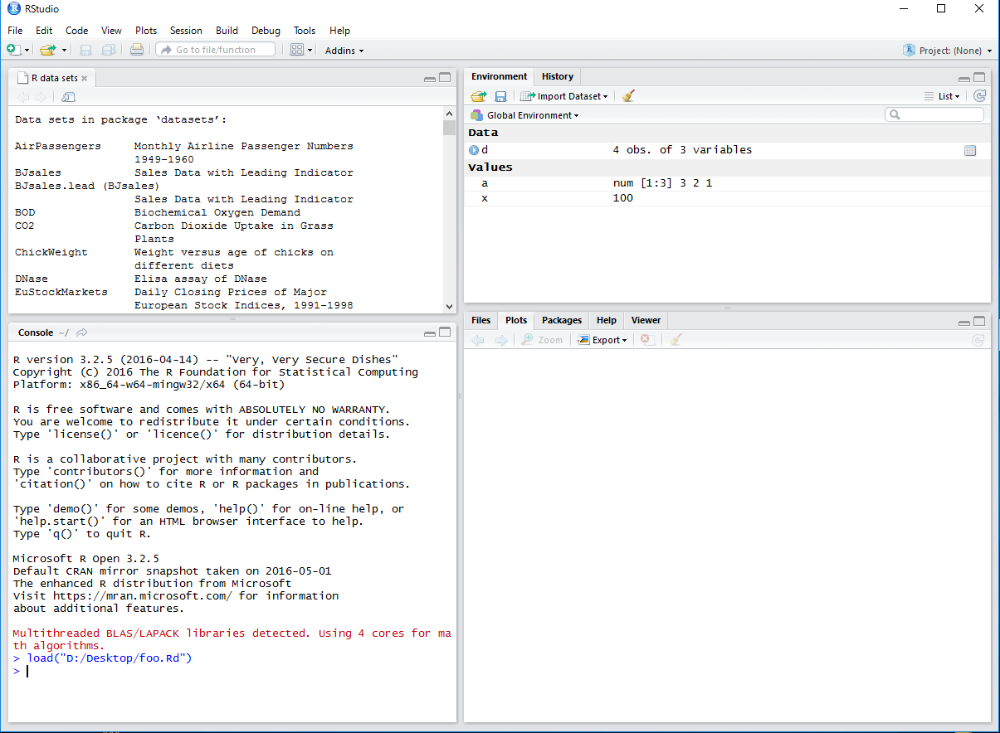 RStudio
File Edit Code View Plots Session Build Debug Tools Help
Go to file/function Addins Project: (None)
R data sets
Data sets in package ‘datasets’:
AirPassengers Monthly Airline Passenger Numbers
1949-1960
BJsales Sales Data with Leading Indicator
BJsales.lead (BJsales)
Sales Data with Leading Indicator
BOD Biochemical Oxygen Demand
CO2 Carbon Dioxide Uptake in Grass
Plants
ChickWeight Weight versus age of chicks on
different diets
DNase Elisa assay of DNase
EuStockMarkets Daily Closing Prices of Major
European Stock Indices, 1991-1998
Console ~/
R version 3.2.5 (2016-04-14) -- "Very, Very Secure Dishes"
Copyright (C) 2016 The R Foundation for Statistical Computing
Platform: x86_64-w64-mingw32/x64 (64-bit)
R is free software and comes with ABSOLUTELY NO WARRANTY.
You are welcome to redistribute it under certain conditions.
Type 'license()' or 'licence()' for distribution details.
R is a collaborative project with many contributors.
Type 'contributors()' for more information and
'citation()' on how to cite R or R packages in publications.
Type 'demo()' for some demos, 'help()' for on-line help, or
'help.start()' for an HTML browser interface to help.
Type 'q()' to quit R.
Microsoft R Open 3.2.5
Default CRAN mirror snapshot taken on 2016-05-01
The enhanced R distribution from Microsoft
Visit https://mran.microsoft.com/ for information
about additional features.
Multithreaded BLAS/LAPACK libraries detected. Using 4 cores for ma
th algorithms.
> load("D:/Desktop/foo.Rd")
>
Environment History
Import Dataset List
Global Environment
Data
d 4 obs. of 3 variables
Values
a num [1:3] 3 2 1
x 100
Files Plots Packages Help Viewer
Zoom Export